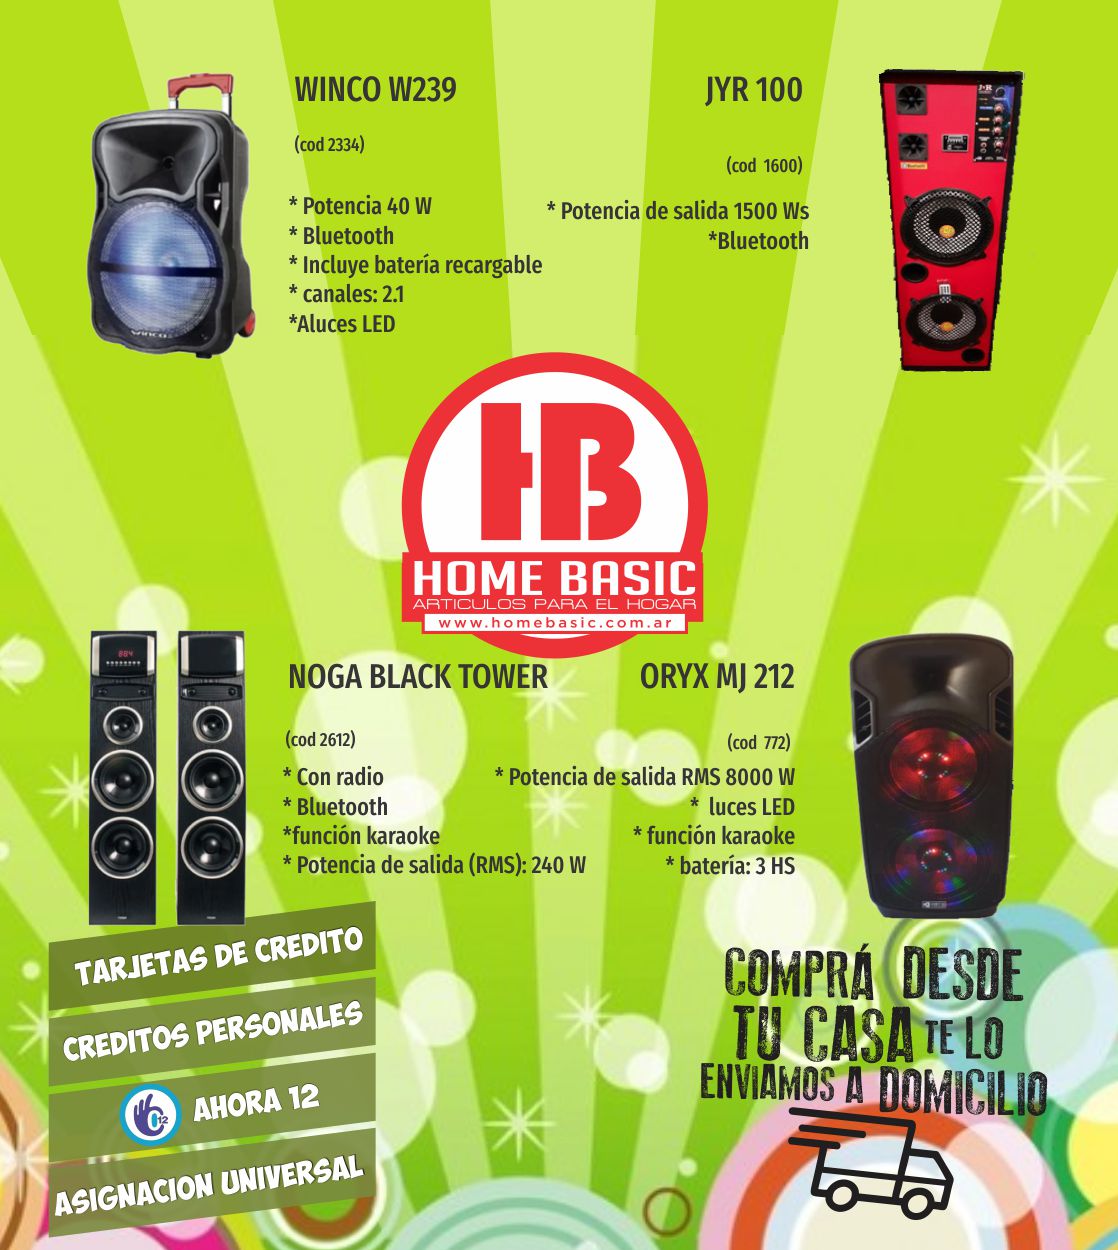 WINCO W239
(cod 2334)
* Potencia 40 W
* Bluetooth
* Incluye batería recargable
* canales: 2.1
*Aluces LED
JYR 100
(cod 1600)
* Potencia de salida 1500 Ws
*Bluetooth
winco
J&R
HB
HOME BASIC
ARTICULOS PARA EL HOGAR
www.homebasic.com.ar
NOGA BLACK TOWER
(cod 2612)
* Con radio
* Bluetooth
*función karaoke
* Potencia de salida (RMS): 240 W
ORYX MJ 212
(cod 772)
* Potencia de salida RMS 8000 W
* luces LED
* función karaoke
* batería: 3 HS
TARJETAS DE CREDITO
CREDITOS PERSONALES
12 AHORA 12
ASIGNACION UNIVERSAL
COMPRÁ DESDE
TU CASA TE LO
ENVIAMOS A DOMICILIO